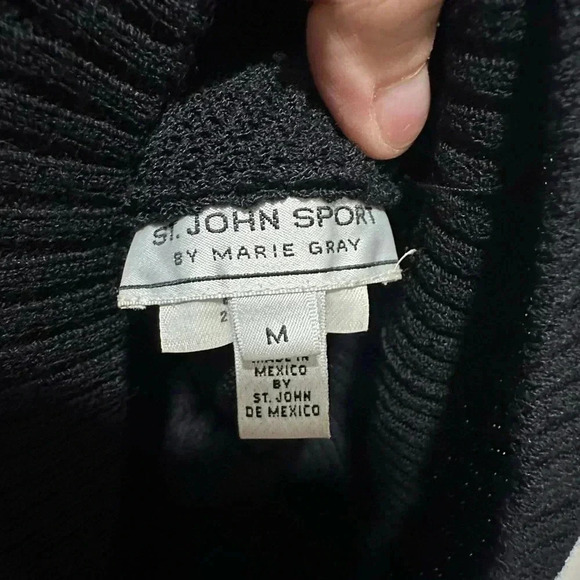 ST. JOHN SPORT
BY MARIE GRAY
M
MADE IN
MEXICO
BY
ST. JOHN
DE MEXICO